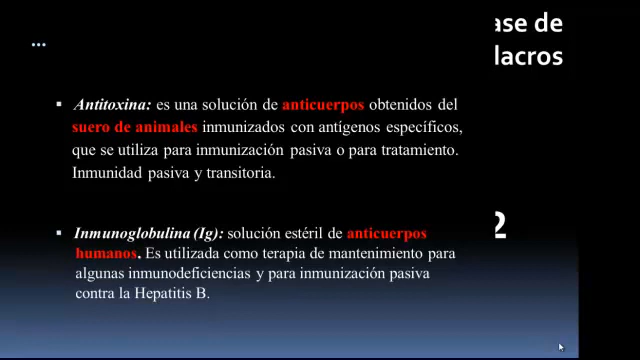 ...
ase de
lacros
▪ Antitoxina: es una solución de anticuerpos obtenidos del
suero de animales inmunizados con antígenos específicos,
que se utiliza para inmunización pasiva o para tratamiento.
Inmunidad pasiva y transitoria.
2
▪ Inmunoglobulina (Ig): solución estéril de anticuerpos
humanos. Es utilizada como terapia de mantenimiento para
algunas inmunodeficiencias y para inmunización pasiva
contra la Hepatitis B.